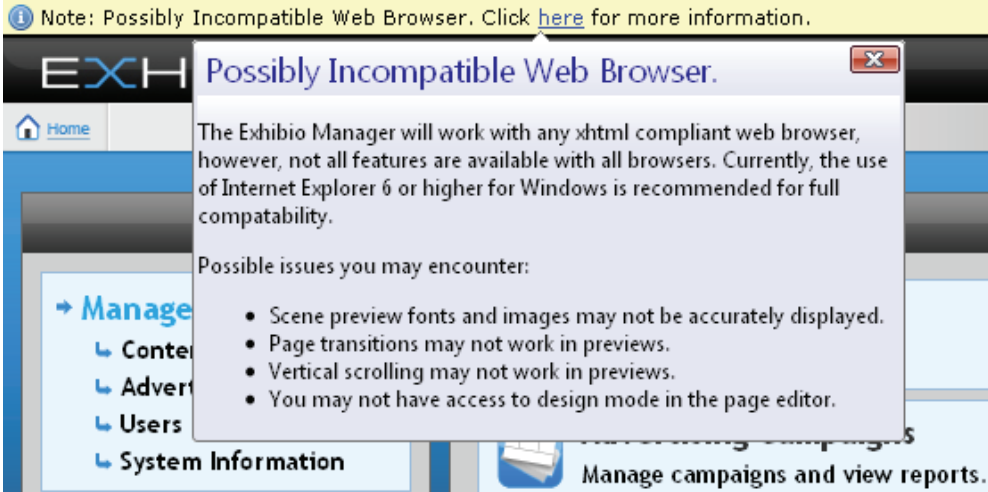 Note: Possibly Incompatible Web Browser. Click here for more information.
EXH
Possibly Incompatible Web Browser.
Home
The Exhibio Manager will work with any xhtml compliant web browser,
however, not all features are available with all browsers. Currently, the use
of Internet Explorer 6 or higher for Windows is recommended for full
compatability.
Possible issues you may encounter:
• Scene preview fonts and images may not be accurately displayed.
• Page transitions may not work in previews.
• Vertical scrolling may not work in previews.
• You may not have access to design mode in the page editor.
Manage
Conte
Advert
Users
System Information
Advertising Campaigns
Manage campaigns and view reports.